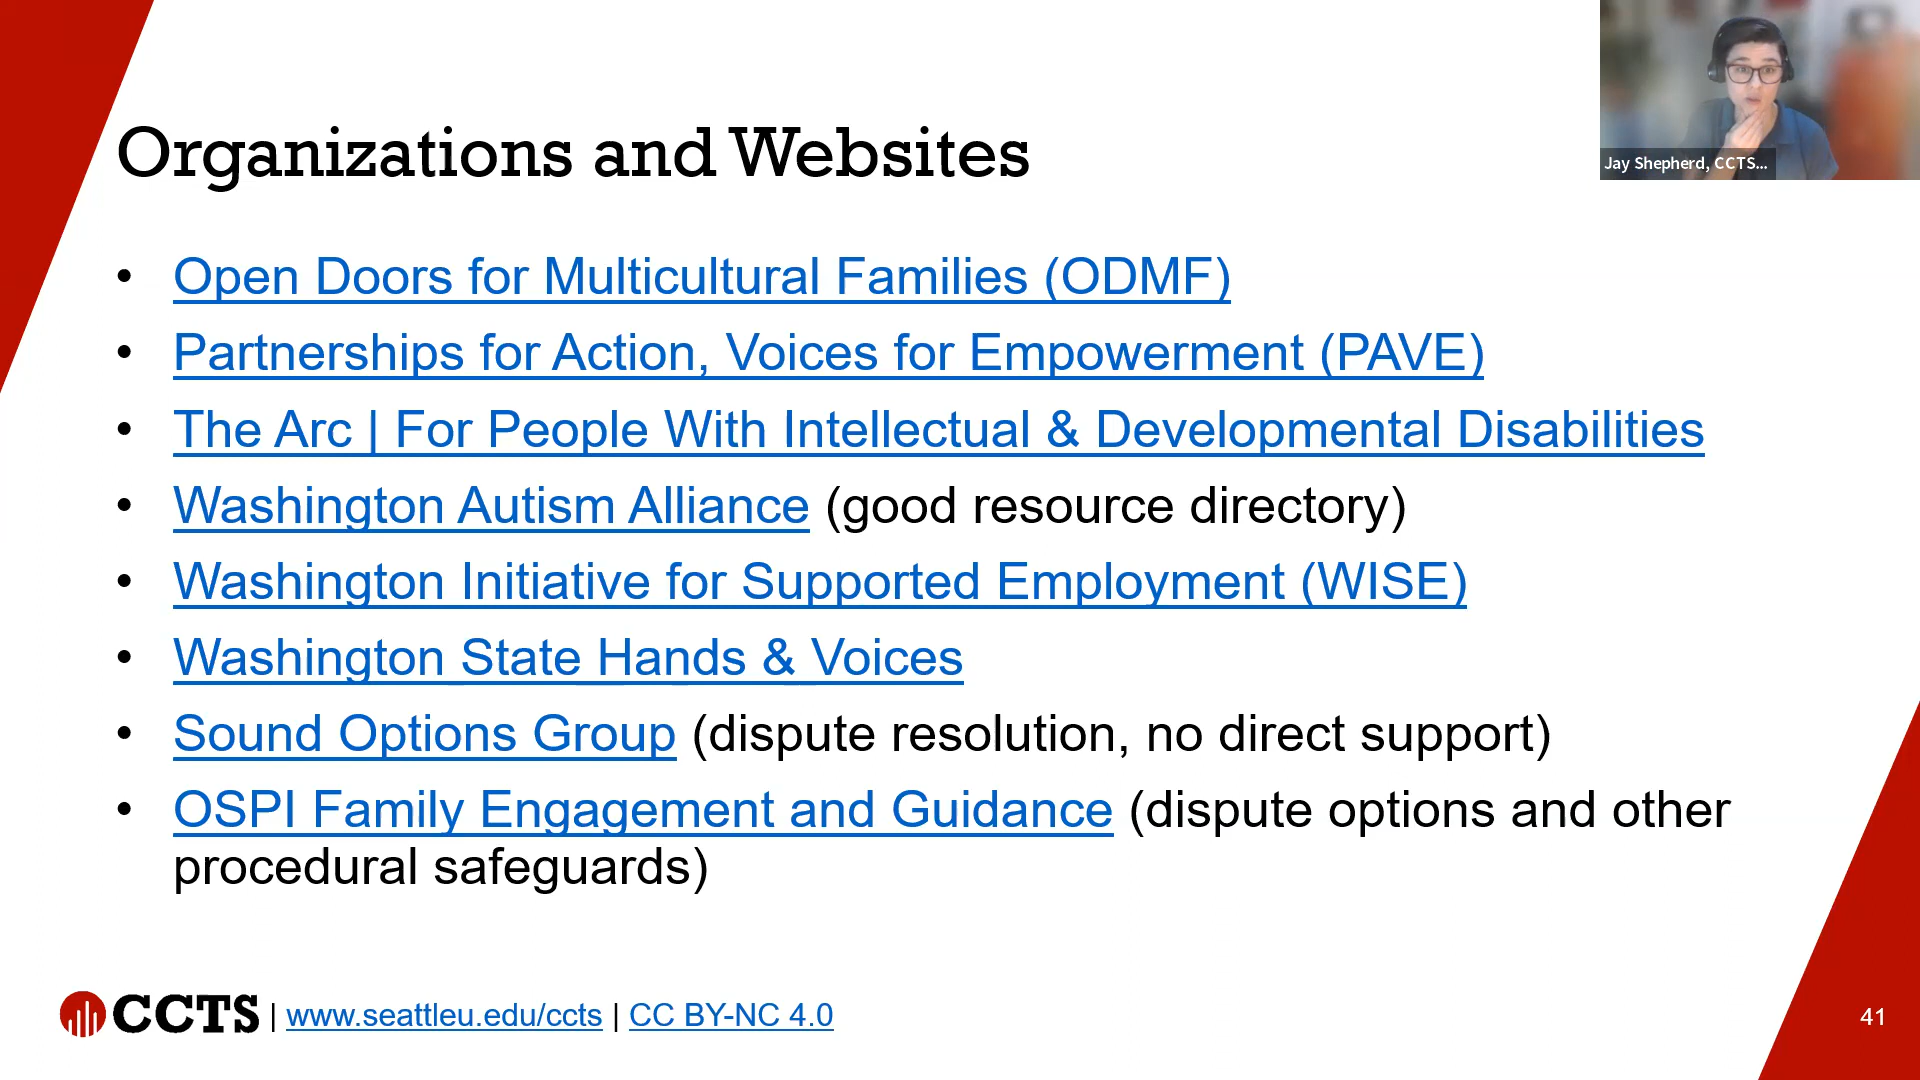 Jay Shepherd, CCTS...
Organizations and Websites
• Open Doors for Multicultural Families (ODMF)
• Partnerships for Action, Voices for Empowerment (PAVE)
• The Arc | For People With Intellectual & Developmental Disabilities
• Washington Autism Alliance (good resource directory)
• Washington Initiative for Supported Employment (WISE)
• Washington State Hands & Voices
• Sound Options Group (dispute resolution, no direct support)
• OSPI Family Engagement and Guidance (dispute options and other
procedural safeguards)
CCTS | www.seattleu.edu/ccts | CC BY-NC 4.0
41